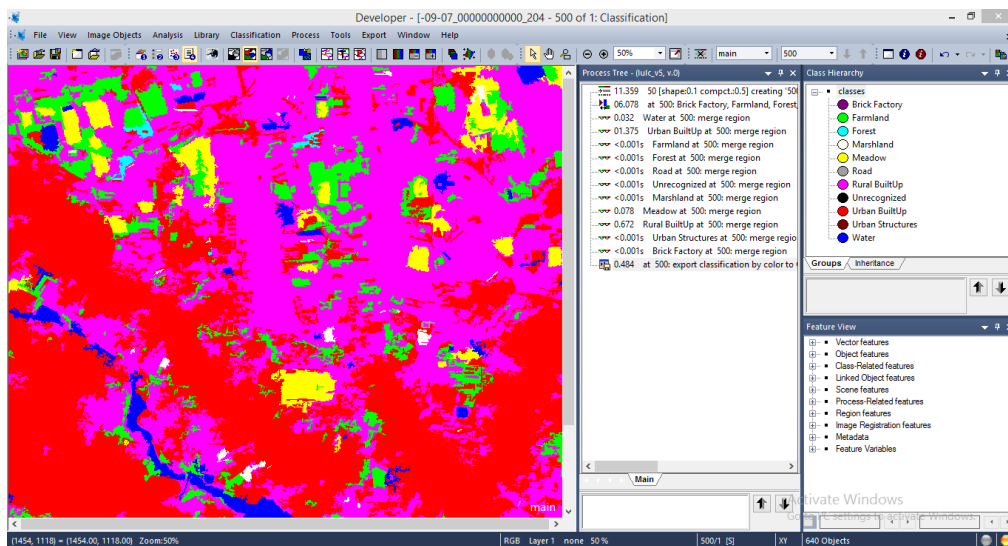 Developer - [-09-07_00000000000_204 - 500 of 1: Classification]
File View Image Objects Analysis Library Classification Process Tools Export Window Help
50% main 500
Process Tree - (lulc_v5, v.0)
11.359 50 [shape:0.1 compct.:0.5] creating '500
06.078 at 500: Brick Factory, Farmland, Forest,
0.032 Water at 500: merge region
01.375 Urban BuiltUp at 500: merge region
<0.001s Farmland at 500: merge region
<0.001s Forest at 500: merge region
<0.001s Road at 500: merge region
<0.001s Unrecognized at 500: merge region
<0.001s Marshland at 500: merge region
0.078 Meadow at 500: merge region
0.672 Rural BuiltUp at 500: merge region
<0.001s Urban Structures at 500: merge regio
<0.001s Brick Factory at 500: merge region
0.484 at 500: export classification by color to
Main
Class Hierarchy
classes
Brick Factory
Farmland
Forest
Marshland
Meadow
Road
Rural BuiltUp
Unrecognized
Urban BuiltUp
Urban Structures
Water
Groups Inheritance
Feature View
Vector features
Object features
Class-Related features
Linked Object features
Scene features
Process-Related features
Region features
Image Registration features
Metadata
Feature Variables
main
Activate Windows
Go to PC settings to activate Windows.
(1454, 1118) = (1454.00, 1118.00) Zoom:50%
RGB Layer 1 none 50 %
500/1 [S]
XY
640 Objects